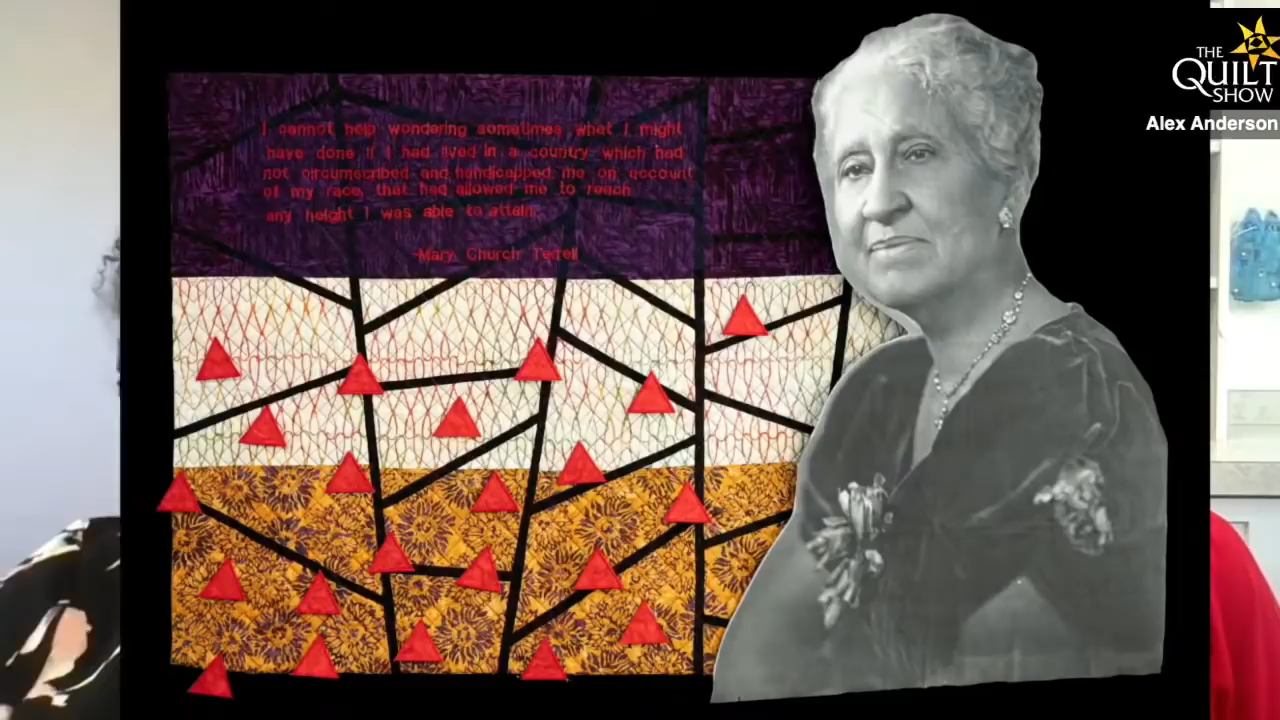 I cannot help wondering sometimes what I might
have done if I had lived in a country which had
not circumscribed and handicapped me on account
of my race, that had allowed me to reach
any height I was able to attain.
-Mary Church Terrell
THE
QUILT
SHOW
Alex Anderson